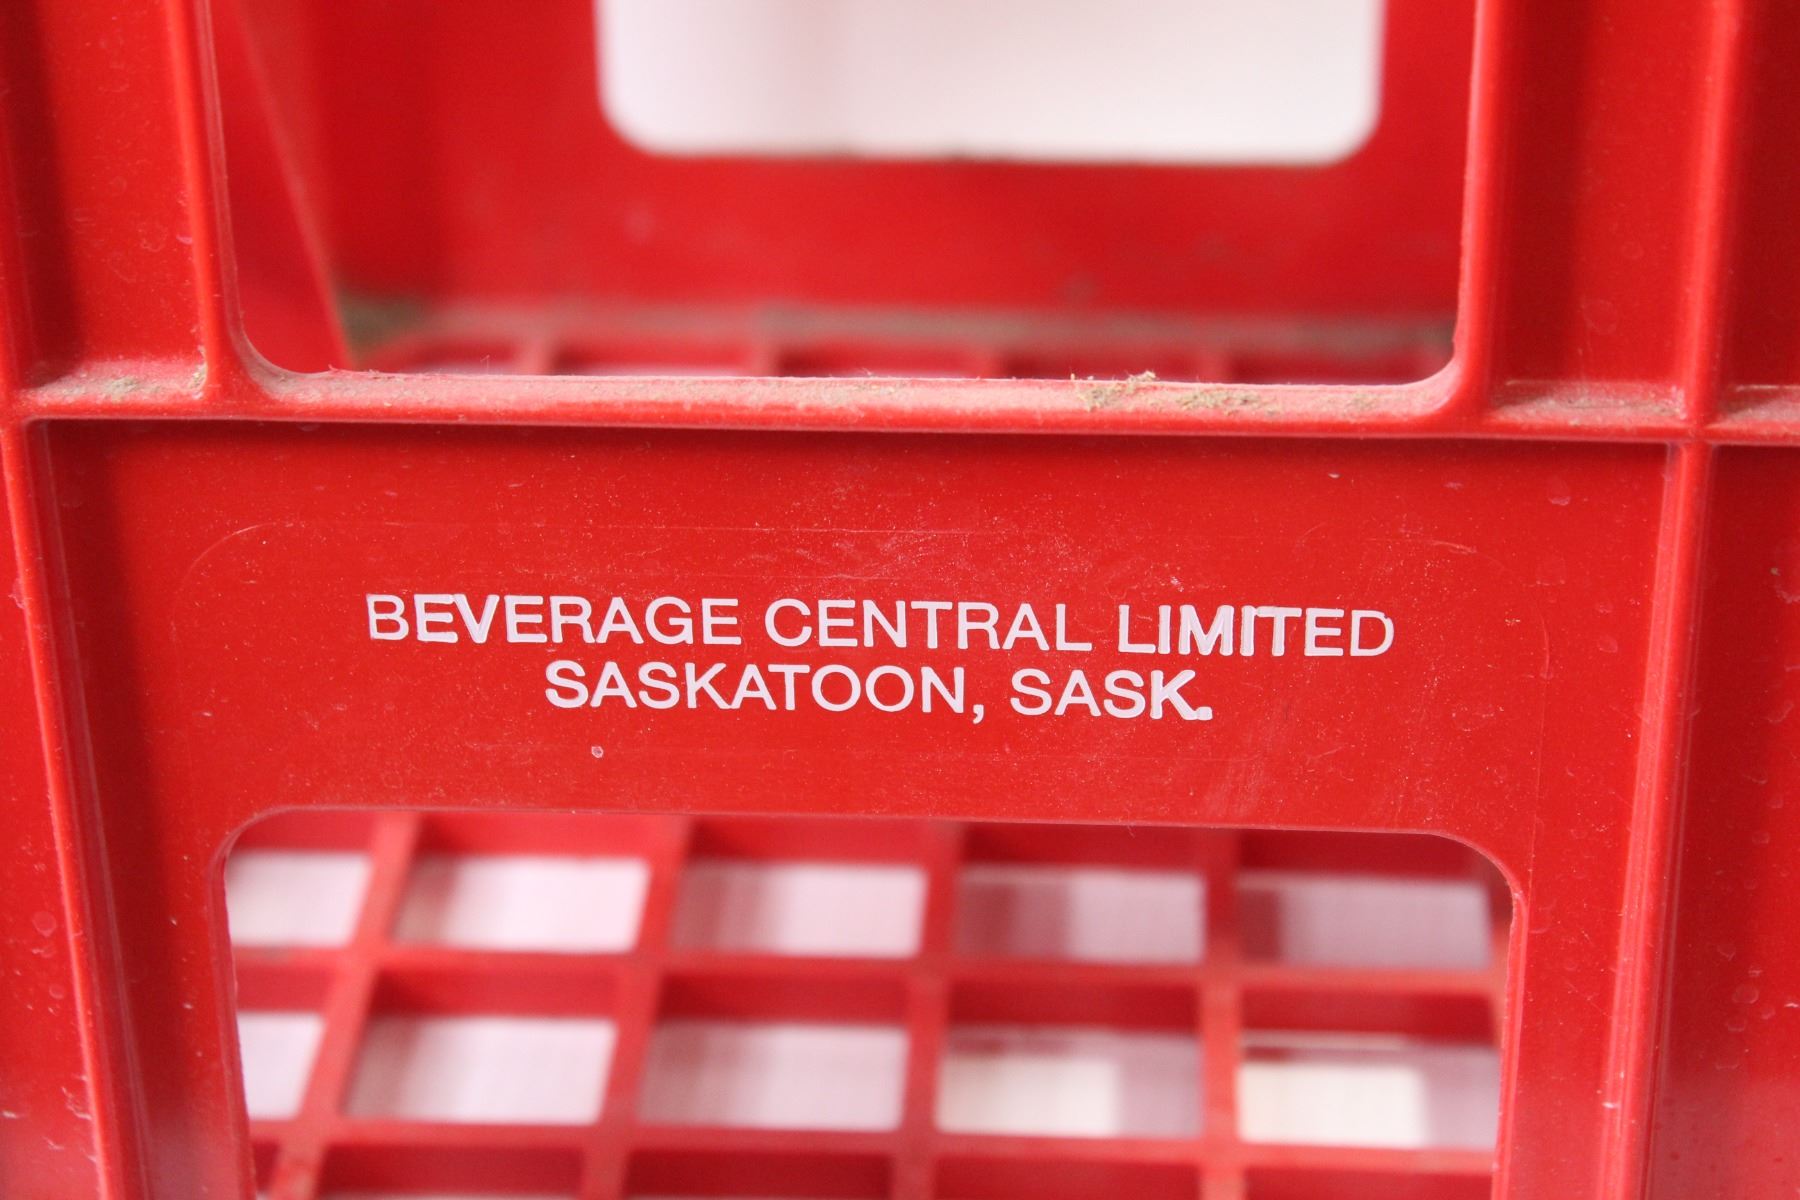 BEVERAGE CENTRAL LIMITED
SASKATOON, SASK.